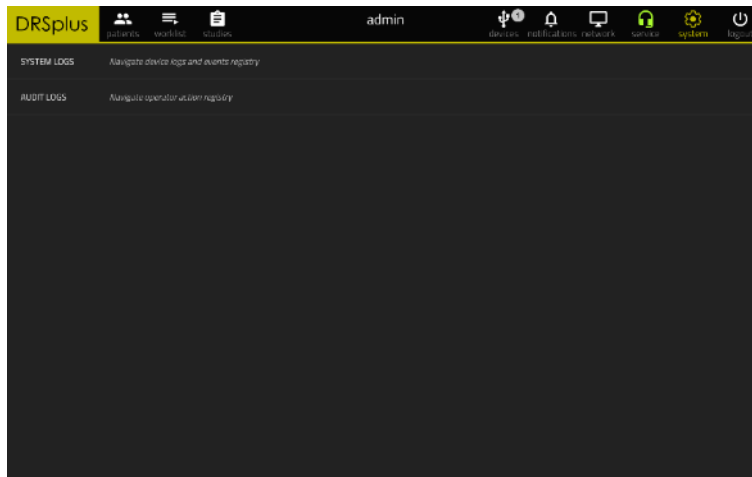 DRSplus
patients worklist studies
admin
1
devices notifications network service system logout
SYSTEM LOGS Navigate device logs and events registry
AUDIT LOGS Navigate operator action registry